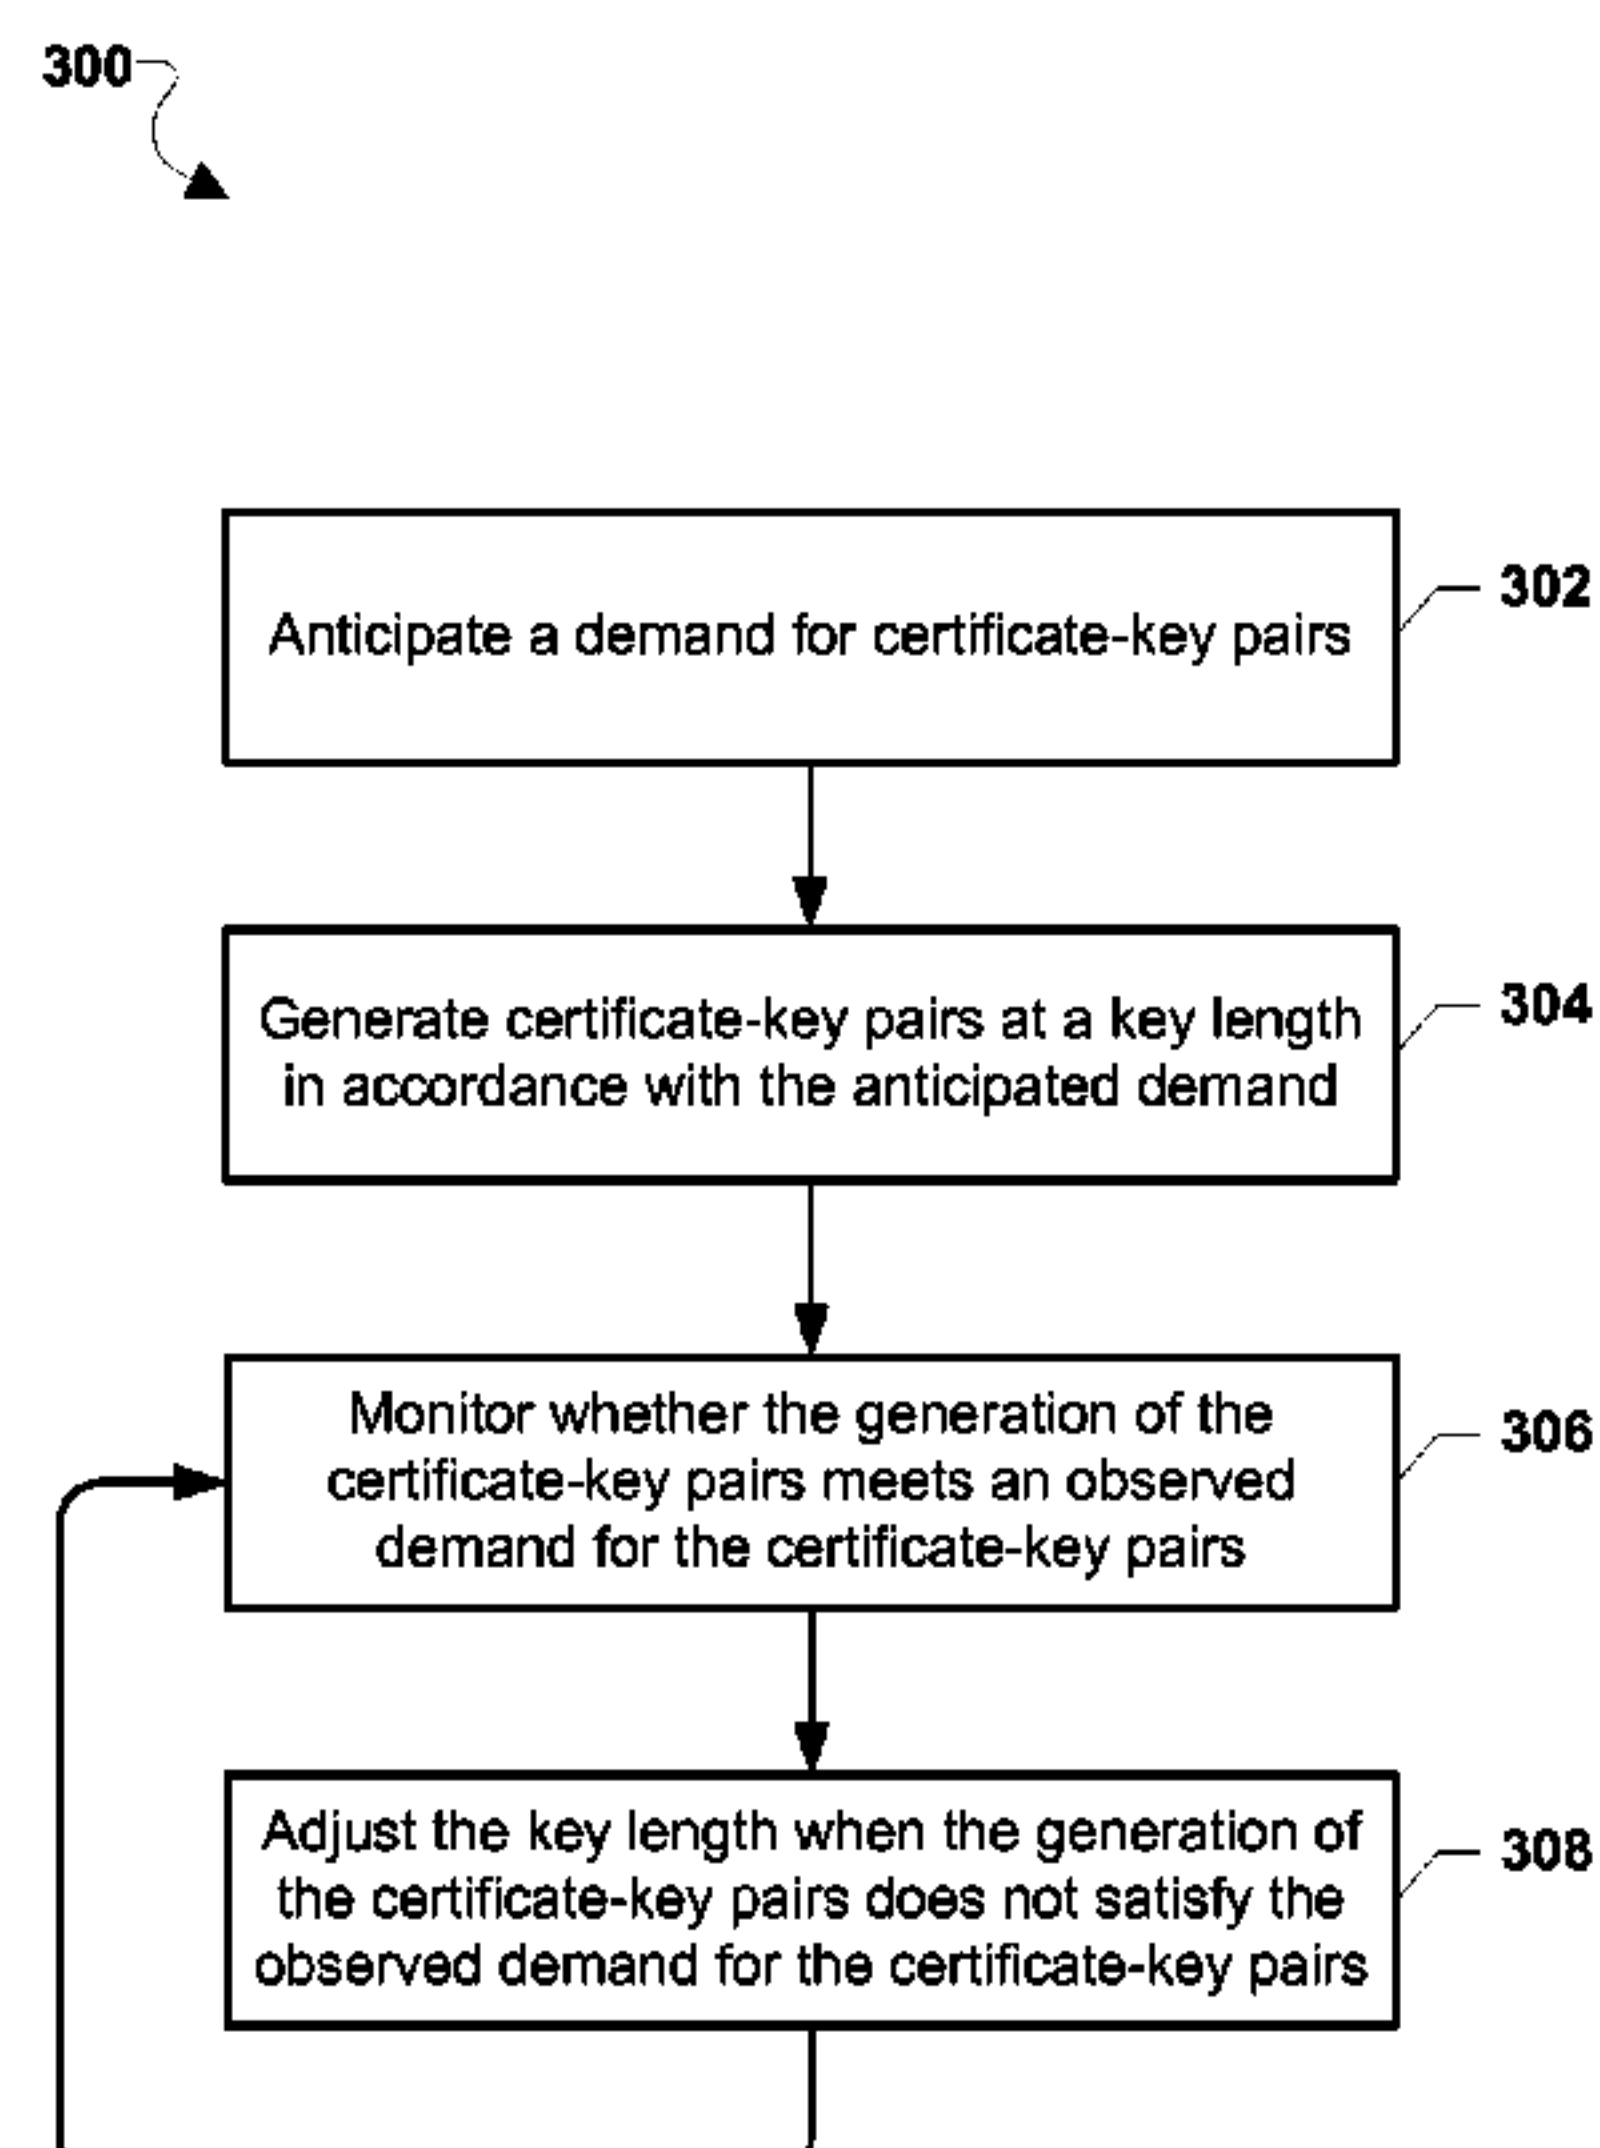 300
Anticipate a demand for certificate-key pairs
302
Generate certificate-key pairs at a key length
in accordance with the anticipated demand
304
Monitor whether the generation of the
certificate-key pairs meets an observed
demand for the certificate-key pairs
306
Adjust the key length when the generation of
the certificate-key pairs does not satisfy the
observed demand for the certificate-key pairs
308